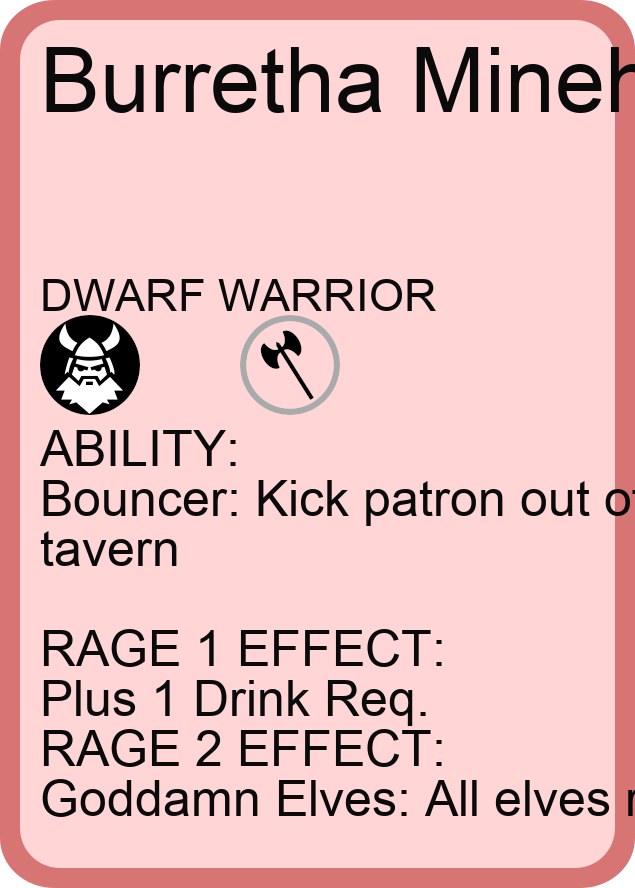 Burretha Mineh
DWARF WARRIOR
ABILITY:
Bouncer: Kick patron out of
tavern
RAGE 1 EFFECT:
Plus 1 Drink Req.
RAGE 2 EFFECT:
Goddamn Elves: All elves